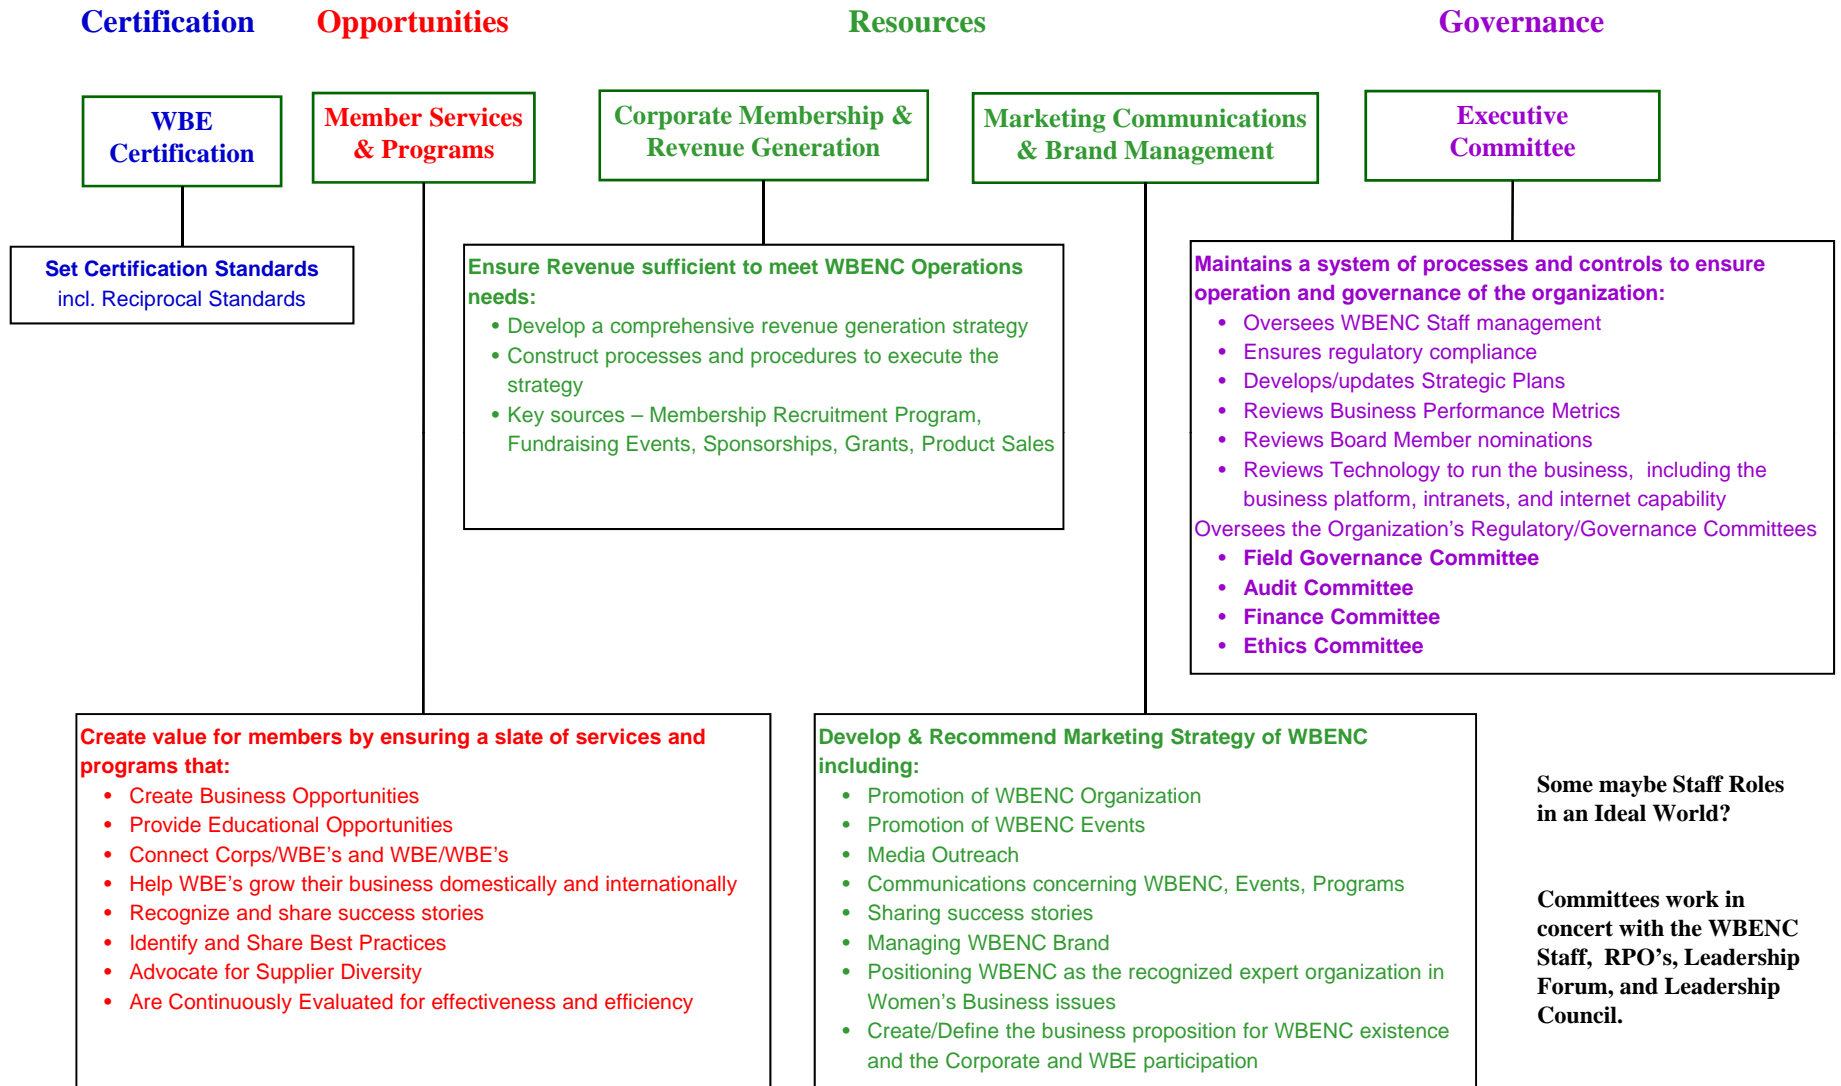 Certification
Opportunities
Resources
Governance
WBE
Certification
Member Services
& Programs
Corporate Membership &
Revenue Generation
Marketing Communications
& Brand Management
Executive
Committee
Set Certification Standards
incl. Reciprocal Standards
Ensure Revenue sufficient to meet WBENC Operations
needs:
• Develop a comprehensive revenue generation strategy
• Construct processes and procedures to execute the
strategy
• Key sources – Membership Recruitment Program,
Fundraising Events, Sponsorships, Grants, Product Sales
Maintains a system of processes and controls to ensure
operation and governance of the organization:
• Oversees WBENC Staff management
• Ensures regulatory compliance
• Develops/updates Strategic Plans
• Reviews Business Performance Metrics
• Reviews Board Member nominations
• Reviews Technology to run the business, including the
business platform, intranets, and internet capability
Oversees the Organization’s Regulatory/Governance Committees
• Field Governance Committee
• Audit Committee
• Finance Committee
• Ethics Committee
Create value for members by ensuring a slate of services and
programs that:
• Create Business Opportunities
• Provide Educational Opportunities
• Connect Corps/WBE’s and WBE/WBE’s
• Help WBE’s grow their business domestically and internationally
• Recognize and share success stories
• Identify and Share Best Practices
• Advocate for Supplier Diversity
• Are Continuously Evaluated for effectiveness and efficiency
Develop & Recommend Marketing Strategy of WBENC
including:
• Promotion of WBENC Organization
• Promotion of WBENC Events
• Media Outreach
• Communications concerning WBENC, Events, Programs
• Sharing success stories
• Managing WBENC Brand
• Positioning WBENC as the recognized expert organization in
Women’s Business issues
• Create/Define the business proposition for WBENC existence
and the Corporate and WBE participation
Some maybe Staff Roles
in an Ideal World?
Committees work in
concert with the WBENC
Staff, RPO’s, Leadership
Forum, and Leadership
Council.